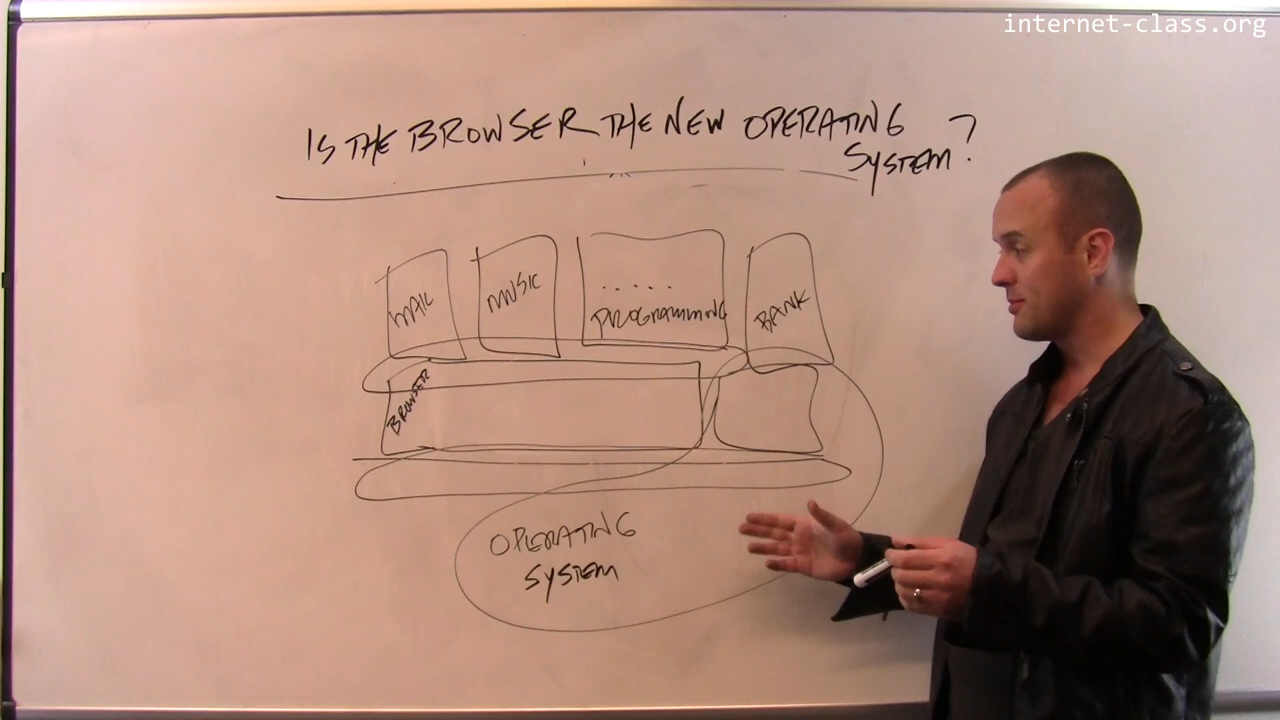 internet-class.org
IS THE BROWSER THE NEW OPERATING
SYSTEM?
MAIL
MUSIC
.....
PROGRAMMING
BANK
BROWSER
OPERATING
SYSTEM